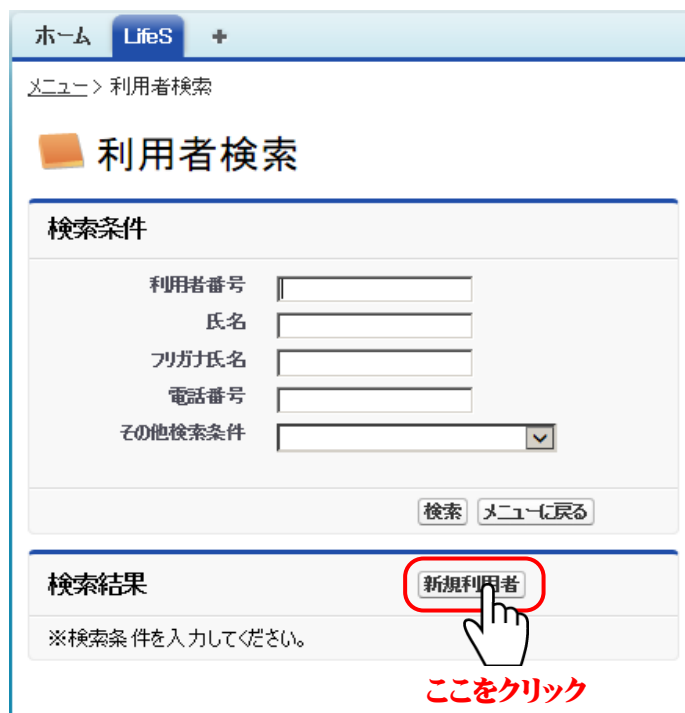 ホーム LifeS +
メニュー > 利用者検索
利用者検索
検索条件
利用者番号
氏名
フリガナ氏名
電話番号
その他検索条件
検索 メニューに戻る
検索結果 新規利用者
※検索条件を入力してください。
ここをクリック